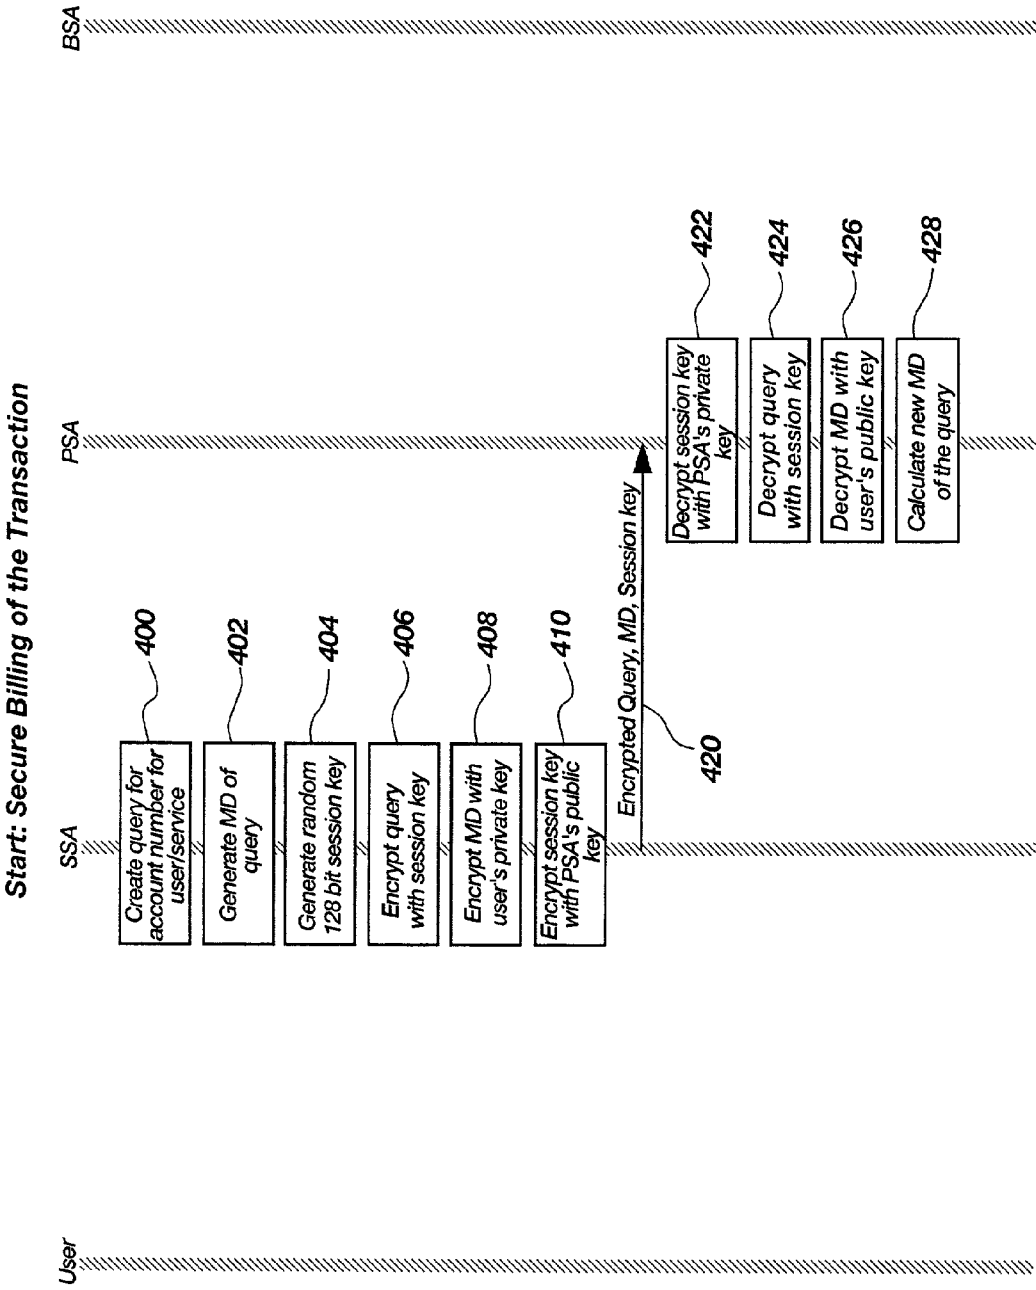 Start: Secure Billing of the Transaction
User
SSA
PSA
BSA
Create query for
account number for
user/service
400
Generate MD of
query
402
Generate random
128 bit session key
404
Encrypt query
with session key
406
Encrypt MD with
user's private key
408
Encrypt session key
with PSA's public
key
410
Encrypted Query, MD, Session key
420
Decrypt session key
with PSA's private
key
422
Decrypt query
with session key
424
Decrypt MD with
user's public key
426
Calculate new MD
of the query
428